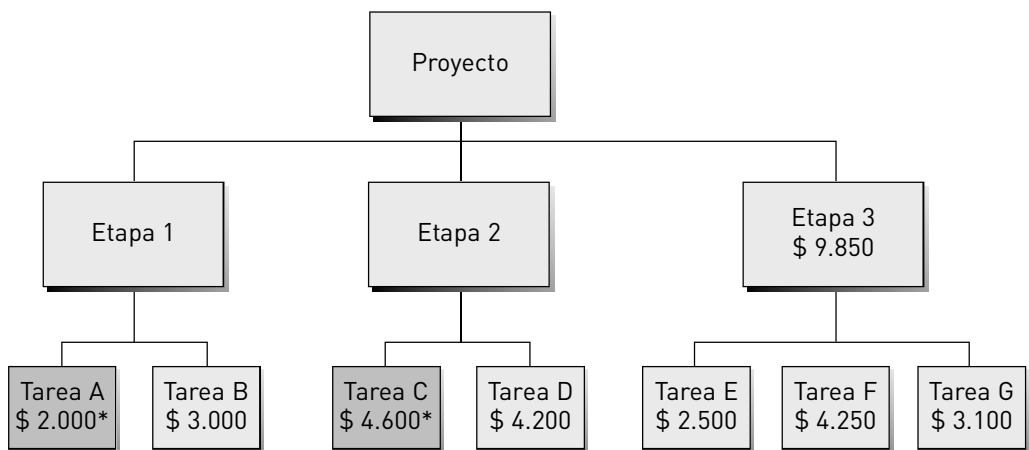 Proyecto
Etapa 1
Etapa 2
Etapa 3
$ 9.850
Tarea A
$ 2.000*
Tarea B
$ 3.000
Tarea C
$ 4.600*
Tarea D
$ 4.200
Tarea E
$ 2.500
Tarea F
$ 4.250
Tarea G
$ 3.100